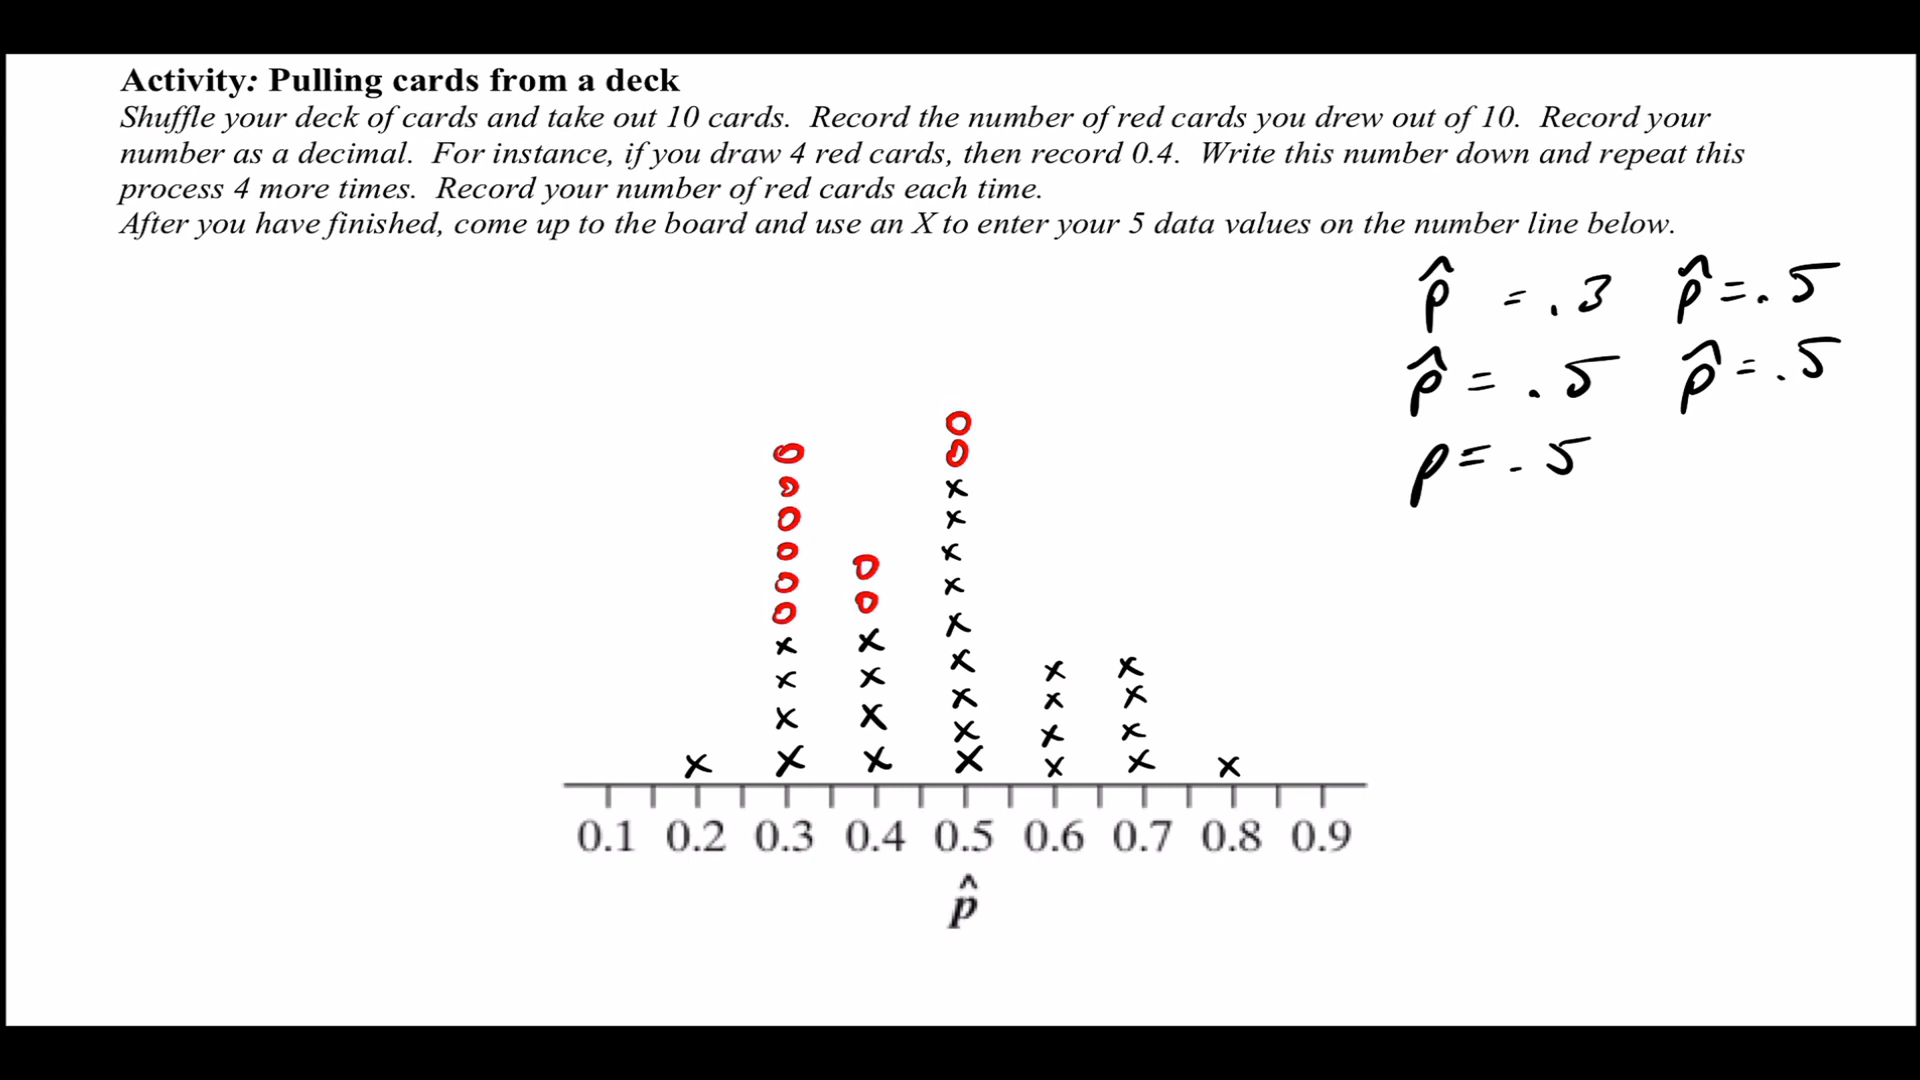 Activity: Pulling cards from a deck
Shuffle your deck of cards and take out 10 cards. Record the number of red cards you drew out of 10. Record your
number as a decimal. For instance, if you draw 4 red cards, then record 0.4. Write this number down and repeat this
process 4 more times. Record your number of red cards each time.
After you have finished, come up to the board and use an X to enter your 5 data values on the number line below.
p̂ = .3 p̂ = .5
p̂ = .5 p̂ = .5
p = .5
0.1 0.2 0.3 0.4 0.5 0.6 0.7 0.8 0.9
p̂